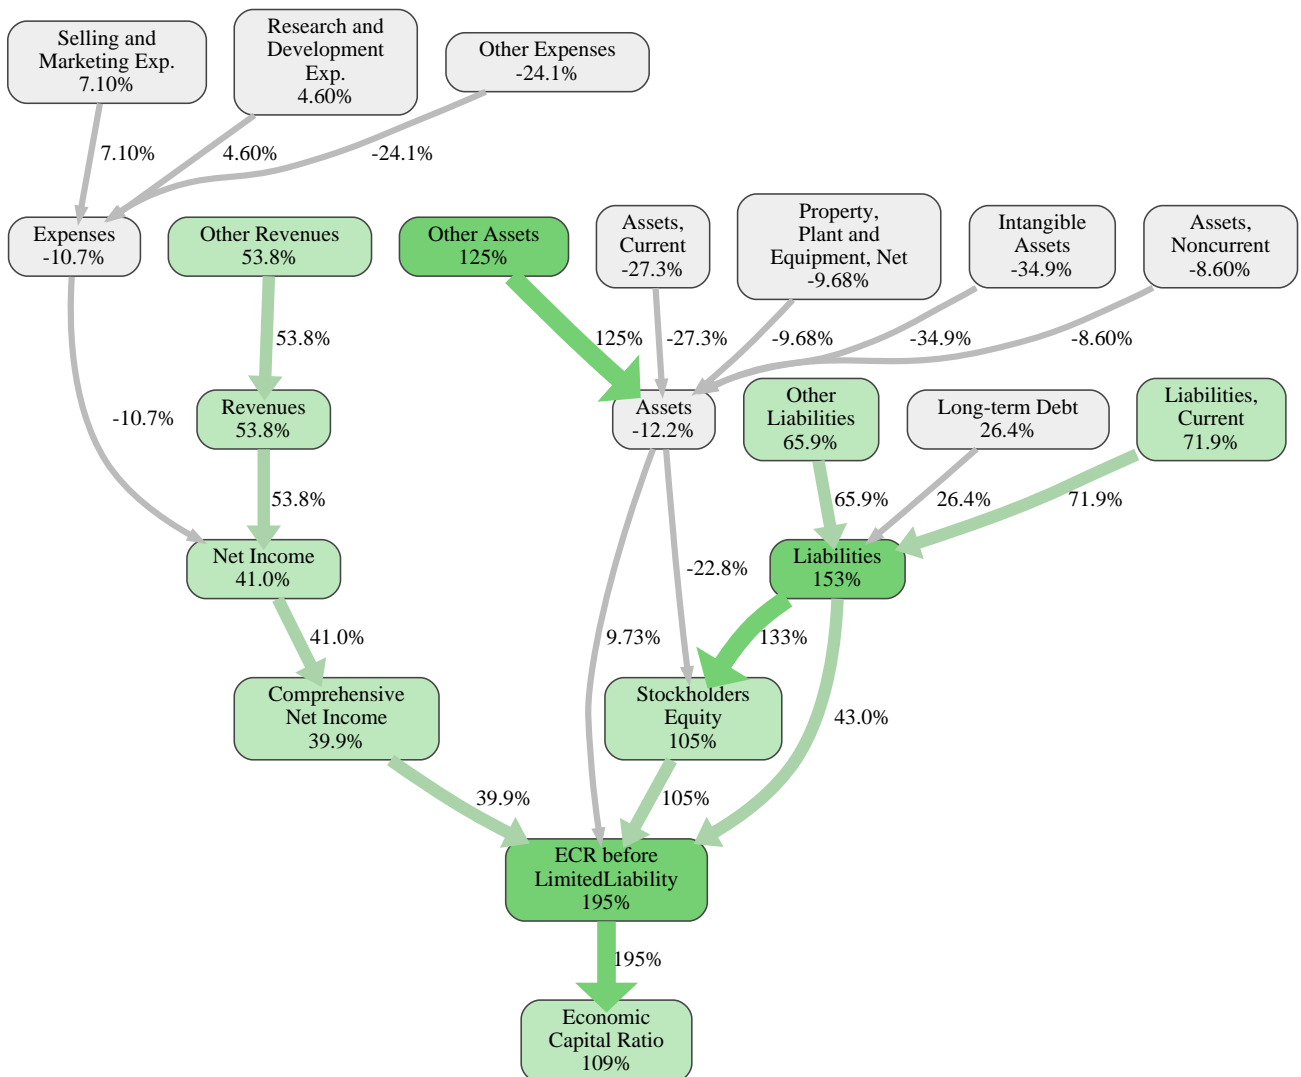 Selling and
Marketing Exp.
7.10%
Research and
Development
Exp.
4.60%
Other Expenses
-24.1%
7.10%
4.60%
-24.1%
Expenses
-10.7%
Other Revenues
53.8%
Other Assets
125%
Assets,
Current
-27.3%
Property,
Plant and
Equipment, Net
-9.68%
Intangible
Assets
-34.9%
Assets,
Noncurrent
-8.60%
53.8%
125%
-27.3%
-9.68%
-34.9%
-8.60%
-10.7%
Revenues
53.8%
Assets
-12.2%
Other
Liabilities
65.9%
Long-term Debt
26.4%
Liabilities,
Current
71.9%
53.8%
65.9%
26.4%
71.9%
Net Income
41.0%
-22.8%
Liabilities
153%
41.0%
9.73%
133%
Comprehensive
Net Income
39.9%
Stockholders
Equity
105%
43.0%
39.9%
105%
ECR before
LimitedLiability
195%
195%
Economic
Capital Ratio
109%